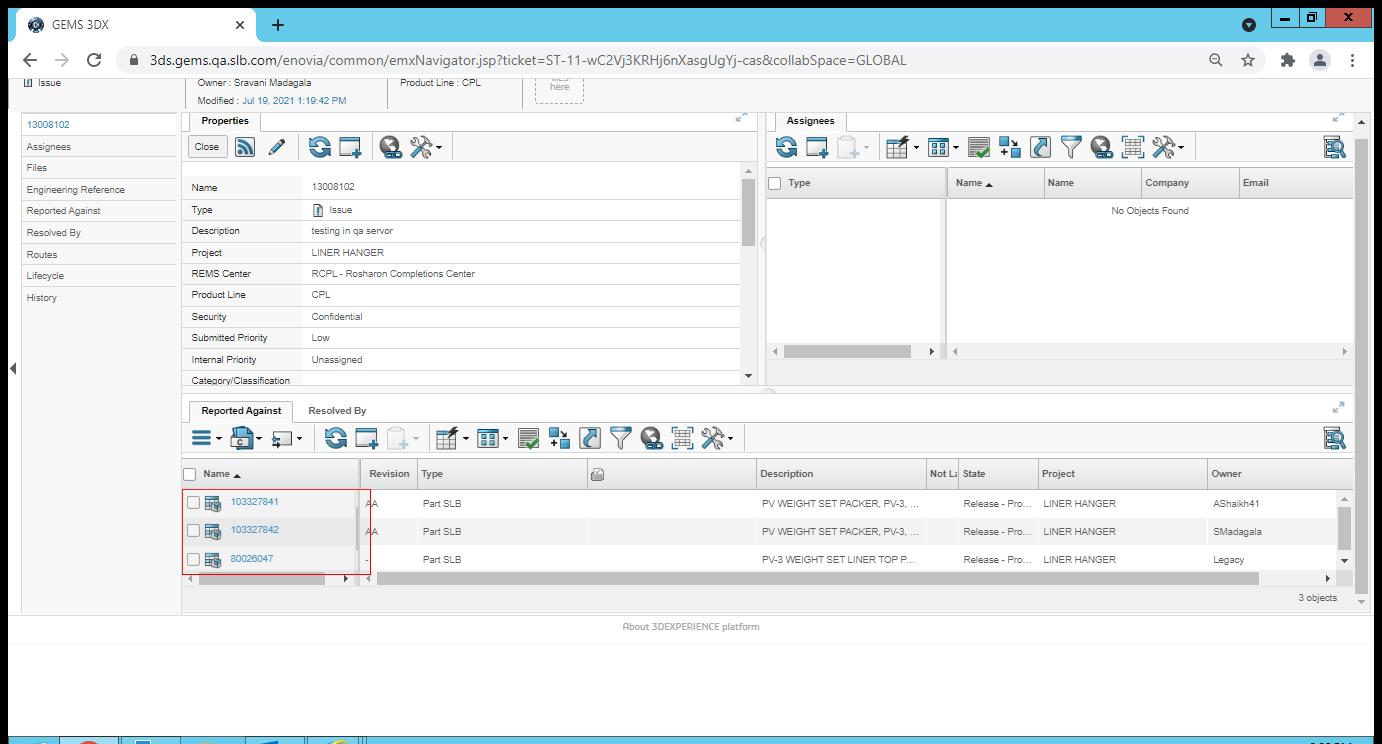 GEMS 3DX
3ds.gems.qa.slb.com/enovia/common/emxNavigator.jsp?ticket=ST-11-wC2Vj3KRHj6nXasgUgYj-cas&collabSpace=GLOBAL
Issue
Owner : Sravani Madagala
Modified : Jul 19, 2021 1:19:42 PM
Product Line : CPL
here
13008102
Assignees
Files
Engineering Reference
Reported Against
Resolved By
Routes
Lifecycle
History
Properties
Close
Name 13008102
Type Issue
Description testing in qa servor
Project LINER HANGER
REMS Center RCPL - Rosharon Completions Center
Product Line CPL
Security Confidential
Submitted Priority Low
Internal Priority Unassigned
Category/Classification
Assignees
Type Name Name Company Email
No Objects Found
Reported Against Resolved By
Name Revision Type Description Not La State Project Owner
103327841 AA Part SLB PV WEIGHT SET PACKER, PV-3, ... Release - Pro... LINER HANGER AShaikh41
103327842 AA Part SLB PV WEIGHT SET PACKER, PV-3, ... Release - Pro... LINER HANGER SMadagala
80026047 - Part SLB PV-3 WEIGHT SET LINER TOP P... Release - Pro... LINER HANGER Legacy
3 objects
About 3DEXPERIENCE platform